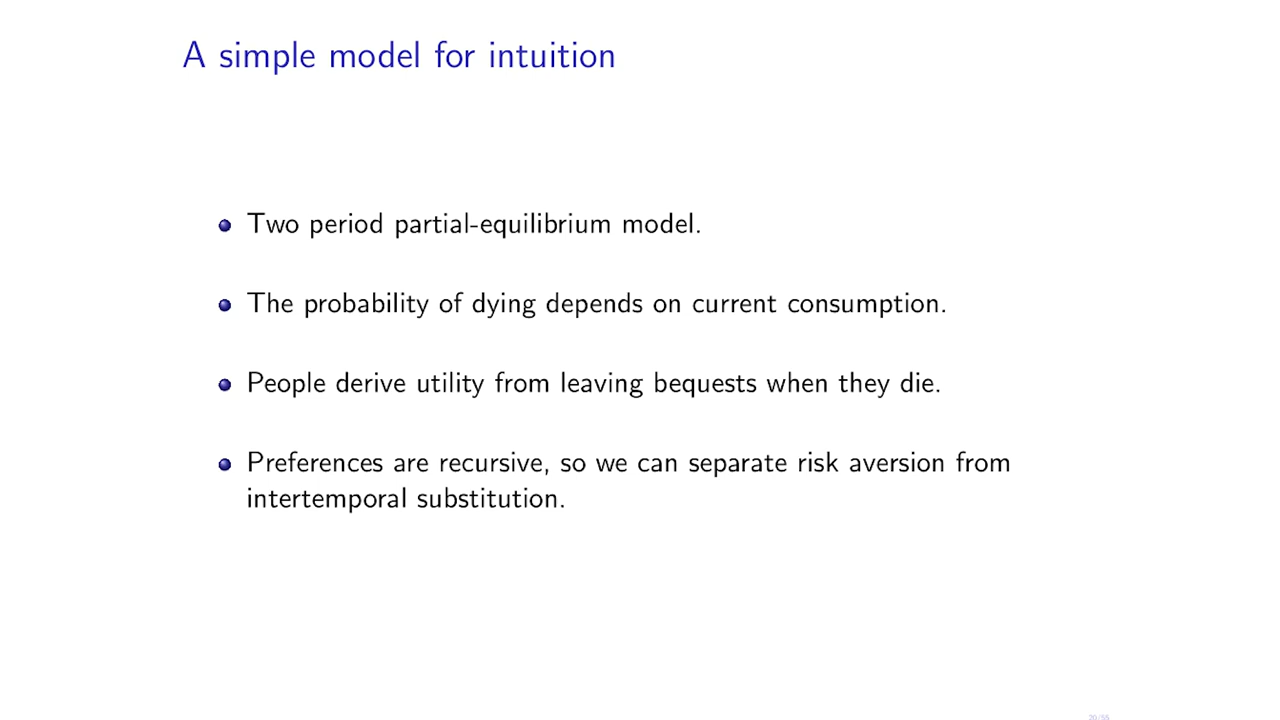 A simple model for intuition
Two period partial-equilibrium model.
The probability of dying depends on current consumption.
People derive utility from leaving bequests when they die.
Preferences are recursive, so we can separate risk aversion from
intertemporal substitution.
20/55